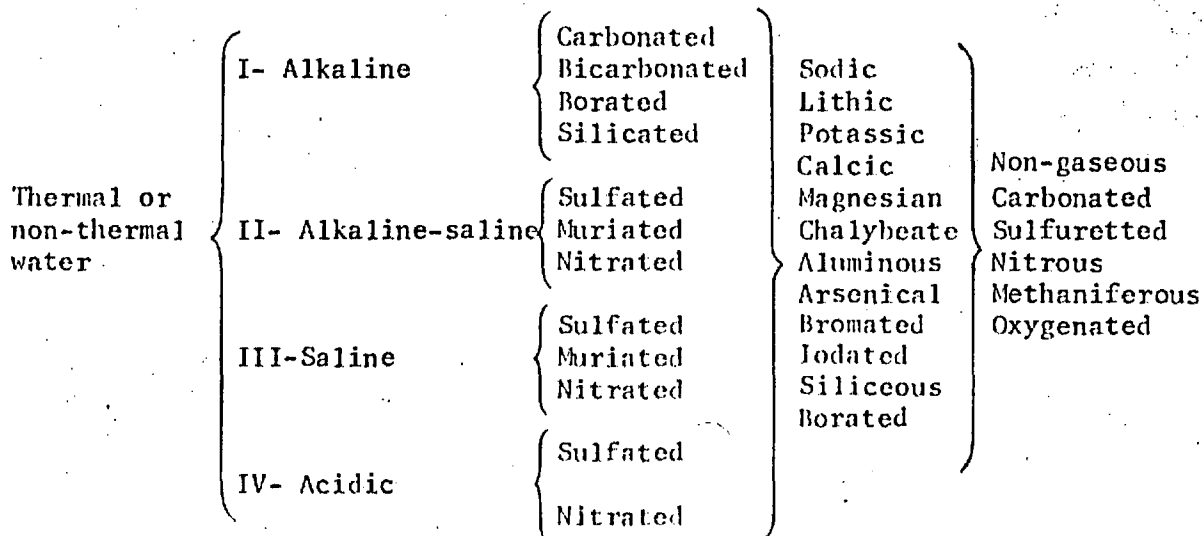 Thermal or
non-thermal
water
I- Alkaline
Carbonated
Bicarbonated
Borated
Silicated
II- Alkaline-saline
Sulfated
Muriated
Nitrated
III-Saline
Sulfated
Muriated
Nitrated
IV- Acidic
Sulfated
Nitrated
Sodic
Lithic
Potassic
Calcic
Magnesian
Chalybeate
Aluminous
Arsenical
Bromated
Iodated
Siliceous
Borated
Non-gaseous
Carbonated
Sulfuretted
Nitrous
Methaniferous
Oxygenated